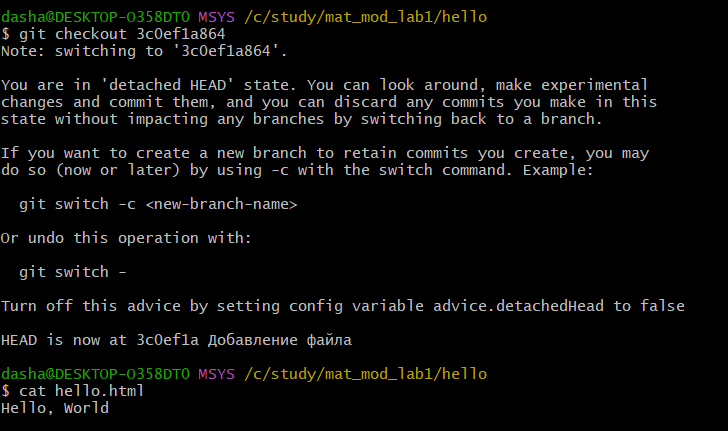 dasha@DESKTOP-O358DT0 MSYS /c/study/mat_mod_lab1/hello
$ git checkout 3c0ef1a864
Note: switching to '3c0ef1a864'.

You are in 'detached HEAD' state. You can look around, make experimental
changes and commit them, and you can discard any commits you make in this
state without impacting any branches by switching back to a branch.

If you want to create a new branch to retain commits you create, you may
do so (now or later) by using -c with the switch command. Example:

  git switch -c <new-branch-name>

Or undo this operation with:

  git switch -

Turn off this advice by setting config variable advice.detachedHead to false

HEAD is now at 3c0ef1a Добавление файла

dasha@DESKTOP-O358DT0 MSYS /c/study/mat_mod_lab1/hello
$ cat hello.html
Hello, World